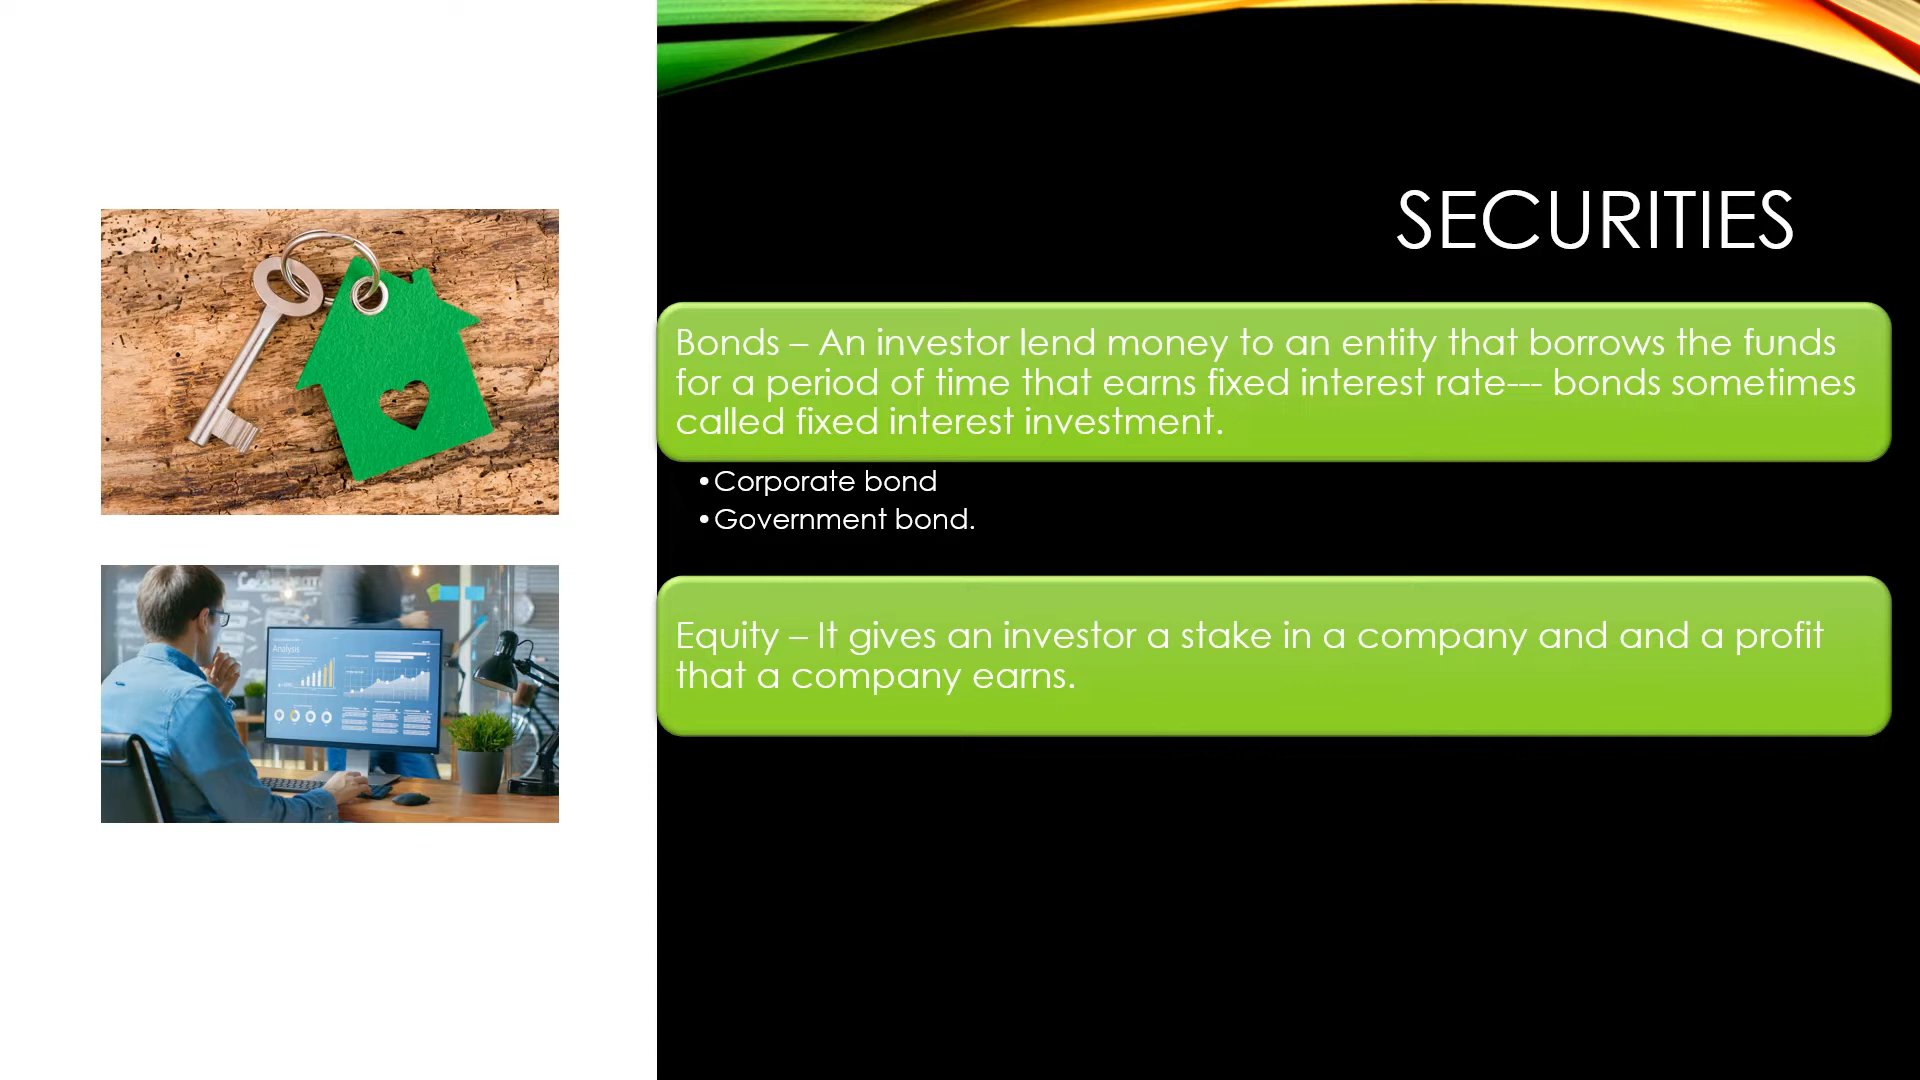 SECURITIES
Bonds – An investor lend money to an entity that borrows the funds
for a period of time that earns fixed interest rate--- bonds sometimes
called fixed interest investment.
•Corporate bond
•Government bond.
Equity – It gives an investor a stake in a company and and a profit
that a company earns.
Analysis